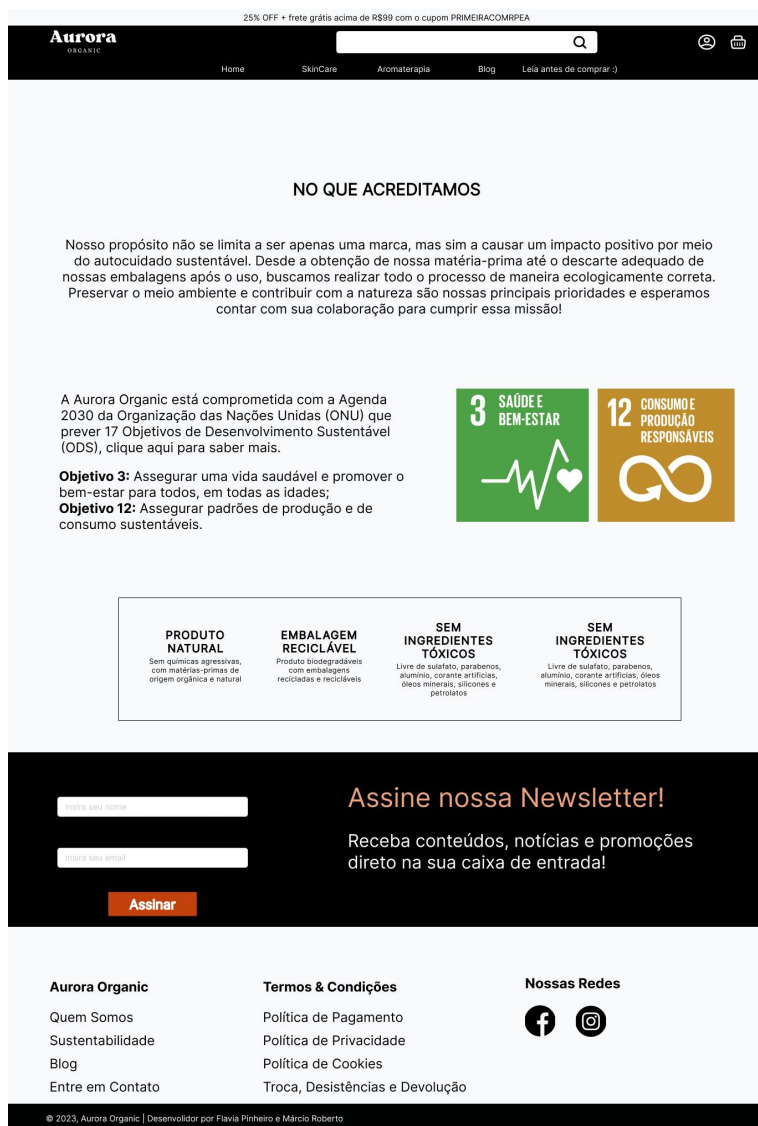 25% OFF + frete grátis acima de R$99 com o cupom PRIMEIRACOMRPEA
Aurora
ORGANIC
Home SkinCare Aromaterapia Blog Leia antes de comprar :)
NO QUE ACREDITAMOS
Nosso propósito não se limita a ser apenas uma marca, mas sim a causar um impacto positivo por meio
do autocuidado sustentável. Desde a obtenção de nossa matéria-prima até o descarte adequado de
nossas embalagens após o uso, buscamos realizar todo o processo de maneira ecologicamente correta.
Preservar o meio ambiente e contribuir com a natureza são nossas principais prioridades e esperamos
contar com sua colaboração para cumprir essa missão!
A Aurora Organic está comprometida com a Agenda
2030 da Organização das Nações Unidas (ONU) que
prever 17 Objetivos de Desenvolvimento Sustentável
(ODS), clique aqui para saber mais.
Objetivo 3: Assegurar uma vida saudável e promover o
bem-estar para todos, em todas as idades;
Objetivo 12: Assegurar padrões de produção e de
consumo sustentáveis.
3 SAÚDE E
BEM-ESTAR
12 CONSUMO E
PRODUÇÃO
RESPONSÁVEIS
PRODUTO
NATURAL
Sem químicas agressivas,
com matérias-primas de
origem orgânica e natural
EMBALAGEM
RECICLÁVEL
Produto biodegradáveis
com embalagens
recicladas e recicláveis
SEM
INGREDIENTES
TÓXICOS
Livre de sulafato, parabenos,
alumínio, corante artificias,
óleos minerais, silicones e
petrolatos
SEM
INGREDIENTES
TÓXICOS
Livre de sulafato, parabenos,
alumínio, corante artificias, óleos
minerais, silicones e petrolatos
Insira seu nome
Insira seu email
Assinar
Assine nossa Newsletter!
Receba conteúdos, notícias e promoções
direto na sua caixa de entrada!
Aurora Organic
Quem Somos
Sustentabilidade
Blog
Entre em Contato
Termos & Condições
Política de Pagamento
Política de Privacidade
Política de Cookies
Troca, Desistências e Devolução
Nossas Redes
© 2023, Aurora Organic | Desenvolidor por Flavia Pinheiro e Márcio Roberto